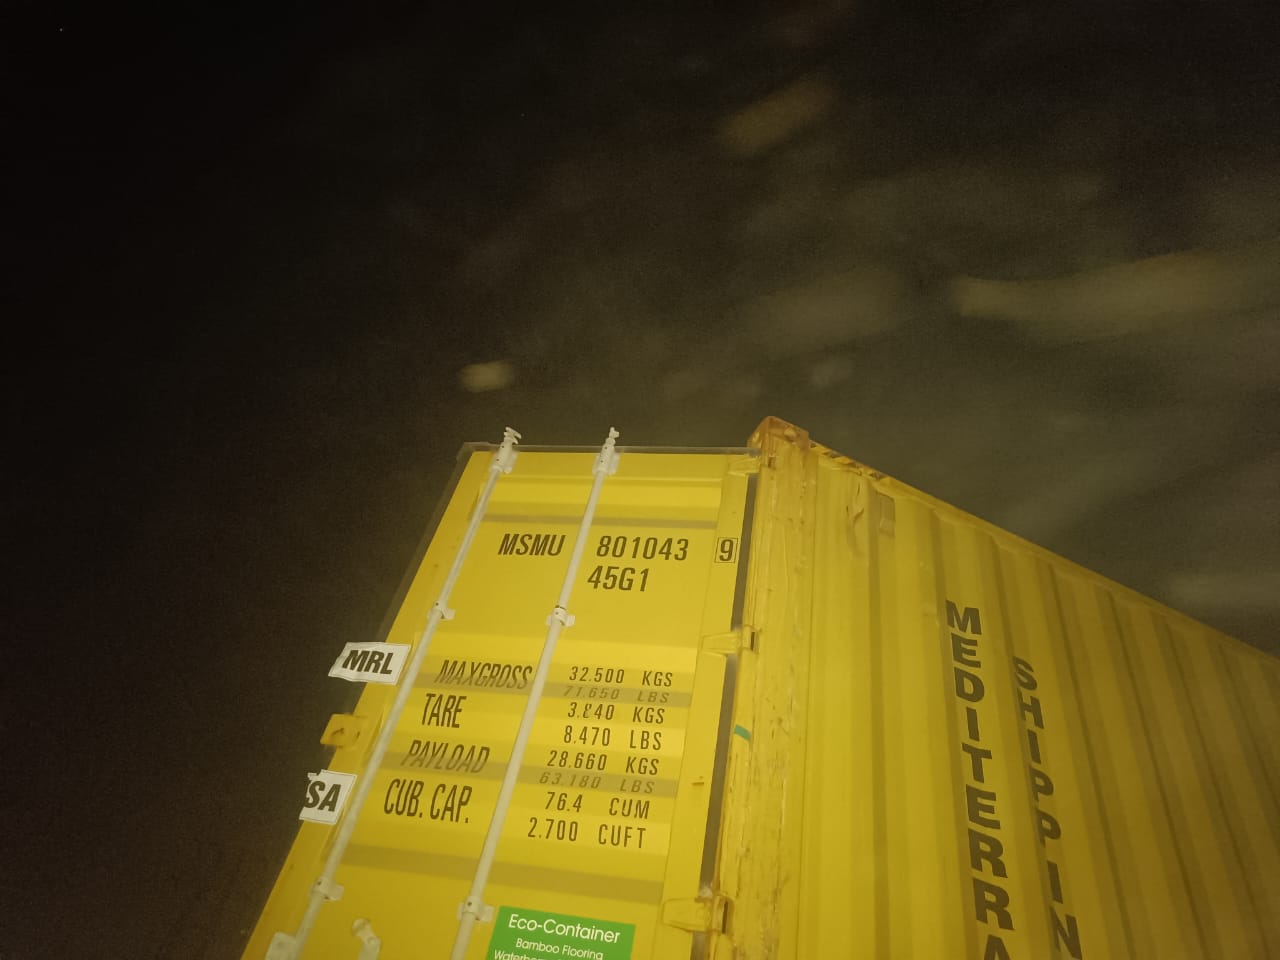 MSMU 801043 9
45G1
MRL
MAXGROSS 32.500 KGS
71.650 LBS
TARE 3.840 KGS
8.470 LBS
PAYLOAD 28.660 KGS
63.180 LBS
SA
CUB. CAP. 76.4 CUM
2.700 CUFT
Eco-Container
Bamboo Flooring
MEDITERRA
SHIPPIN